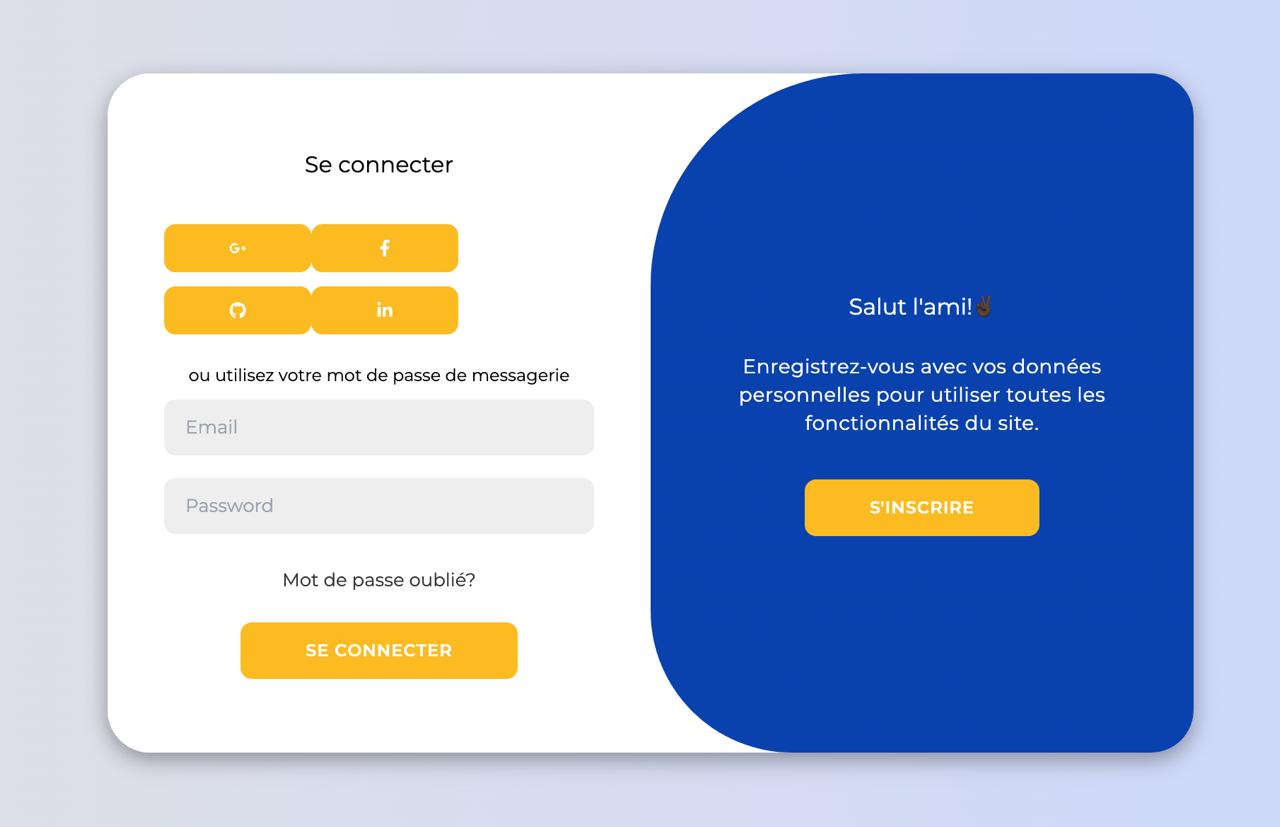 Se connecter
G+ f
in
ou utilisez votre mot de passe de messagerie
Email
Password
Mot de passe oublié?
SE CONNECTER
Salut l'ami!✌🏿
Enregistrez-vous avec vos données
personnelles pour utiliser toutes les
fonctionnalités du site.
S'INSCRIRE